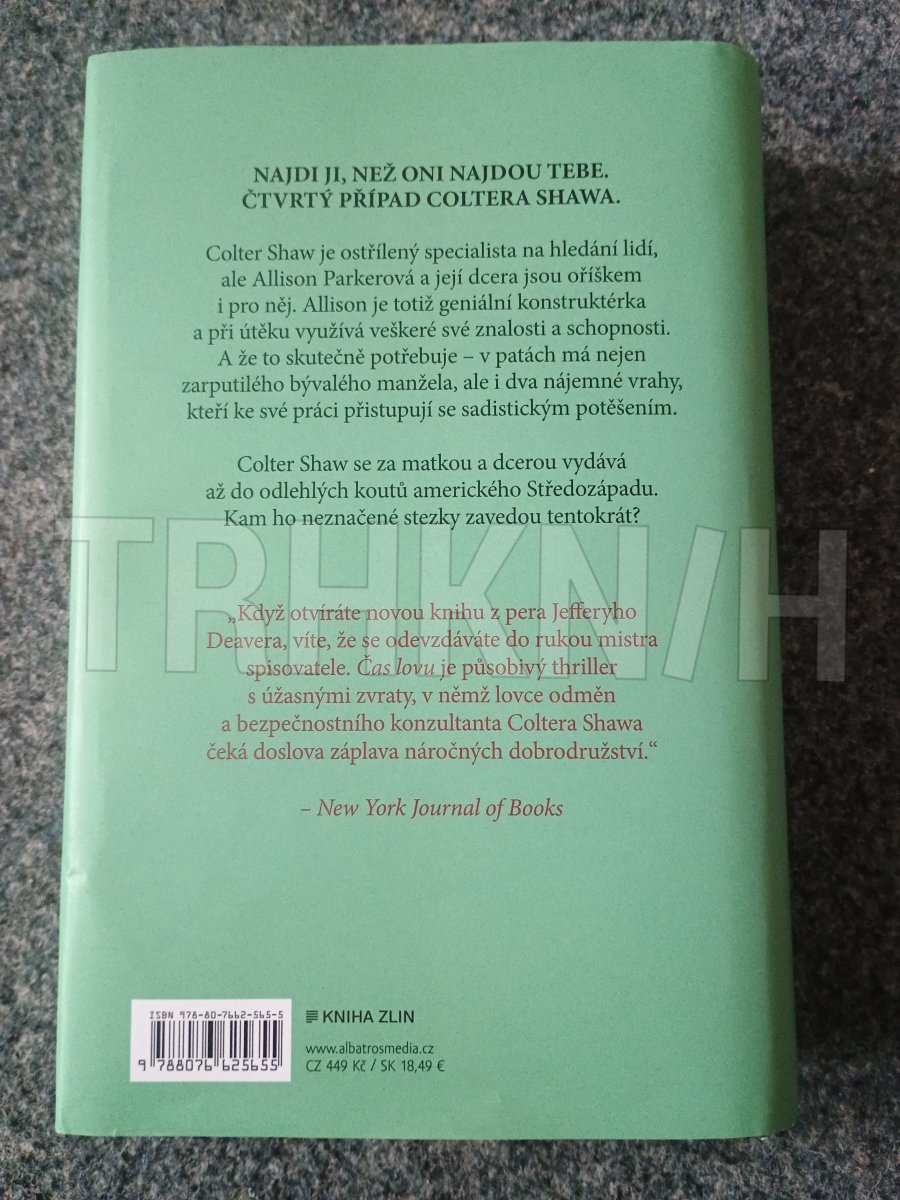 NAJDI JI, NEŽ ONI NAJDOU TEBE.
ČTVRTÝ PŘÍPAD COLTERA SHAWA.
Colter Shaw je ostřílený specialista na hledání lidí,
ale Allison Parkerová a její dcera jsou oříškem
i pro něj. Allison je totiž geniální konstruktérka
a při útěku využívá veškeré své znalosti a schopnosti.
A že to skutečně potřebuje – v patách má nejen
zarputilého bývalého manžela, ale i dva nájemné vrahy,
kteří ke své práci přistupují se sadistickým potěšením.
Colter Shaw se za matkou a dcerou vydává
až do odlehlých koutů amerického Středozápadu.
Kam ho neznačené stezky zavedou tentokrát?
TRHKNIH
„Když otvíráte novou knihu z pera Jefferyho
Deavera, víte, že se odevzdáváte do rukou mistra
spisovatele. Čas lovu je působivý thriller
s úžasnými zvraty, v němž lovce odměn
a bezpečnostního konzultanta Coltera Shawa
čeká doslova záplava náročných dobrodružství.“
– New York Journal of Books
ISBN 978-80-7662-565-5
9 788076 625655
KNIHA ZLIN
www.albatrosmedia.cz
CZ 449 Kč / SK 18,49 €